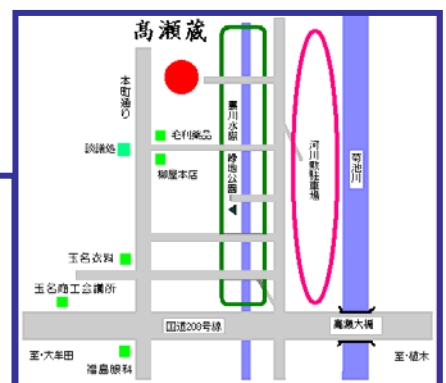 高瀬蔵
本町通り
毛利薬品
談議処
柳屋本店
裏川水際
緑地公園
河川敷駐車場
菊池川
玉名衣料
玉名商工会議所
国道208号線
高瀬大橋
至・大牟田
福島眼科
至・植木